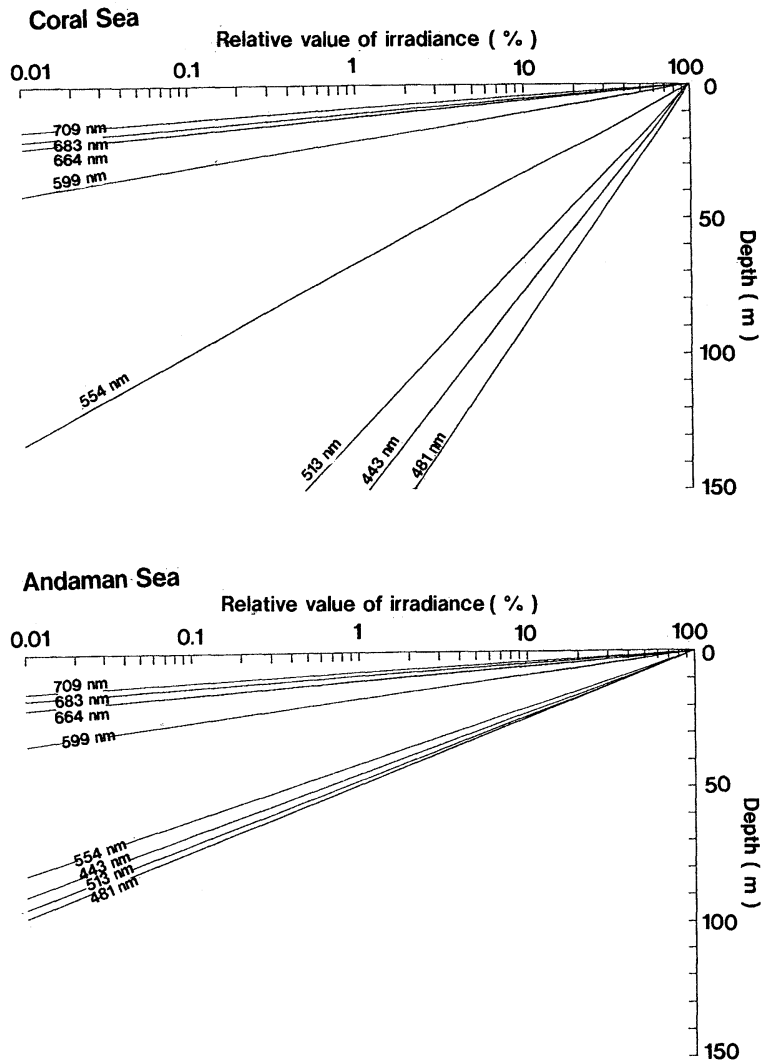 Coral Sea
Relative value of irradiance ( % )
0.01 0.1 1 10 100
0
709 nm
683 nm
664 nm
599 nm
50
Depth ( m )
100
554 nm
513 nm
443 nm
481 nm
150
Andaman Sea
Relative value of irradiance ( % )
0.01 0.1 1 10 100
0
709 nm
683 nm
664 nm
599 nm
50
Depth ( m )
554 nm
443 nm
513 nm
481 nm
100
150